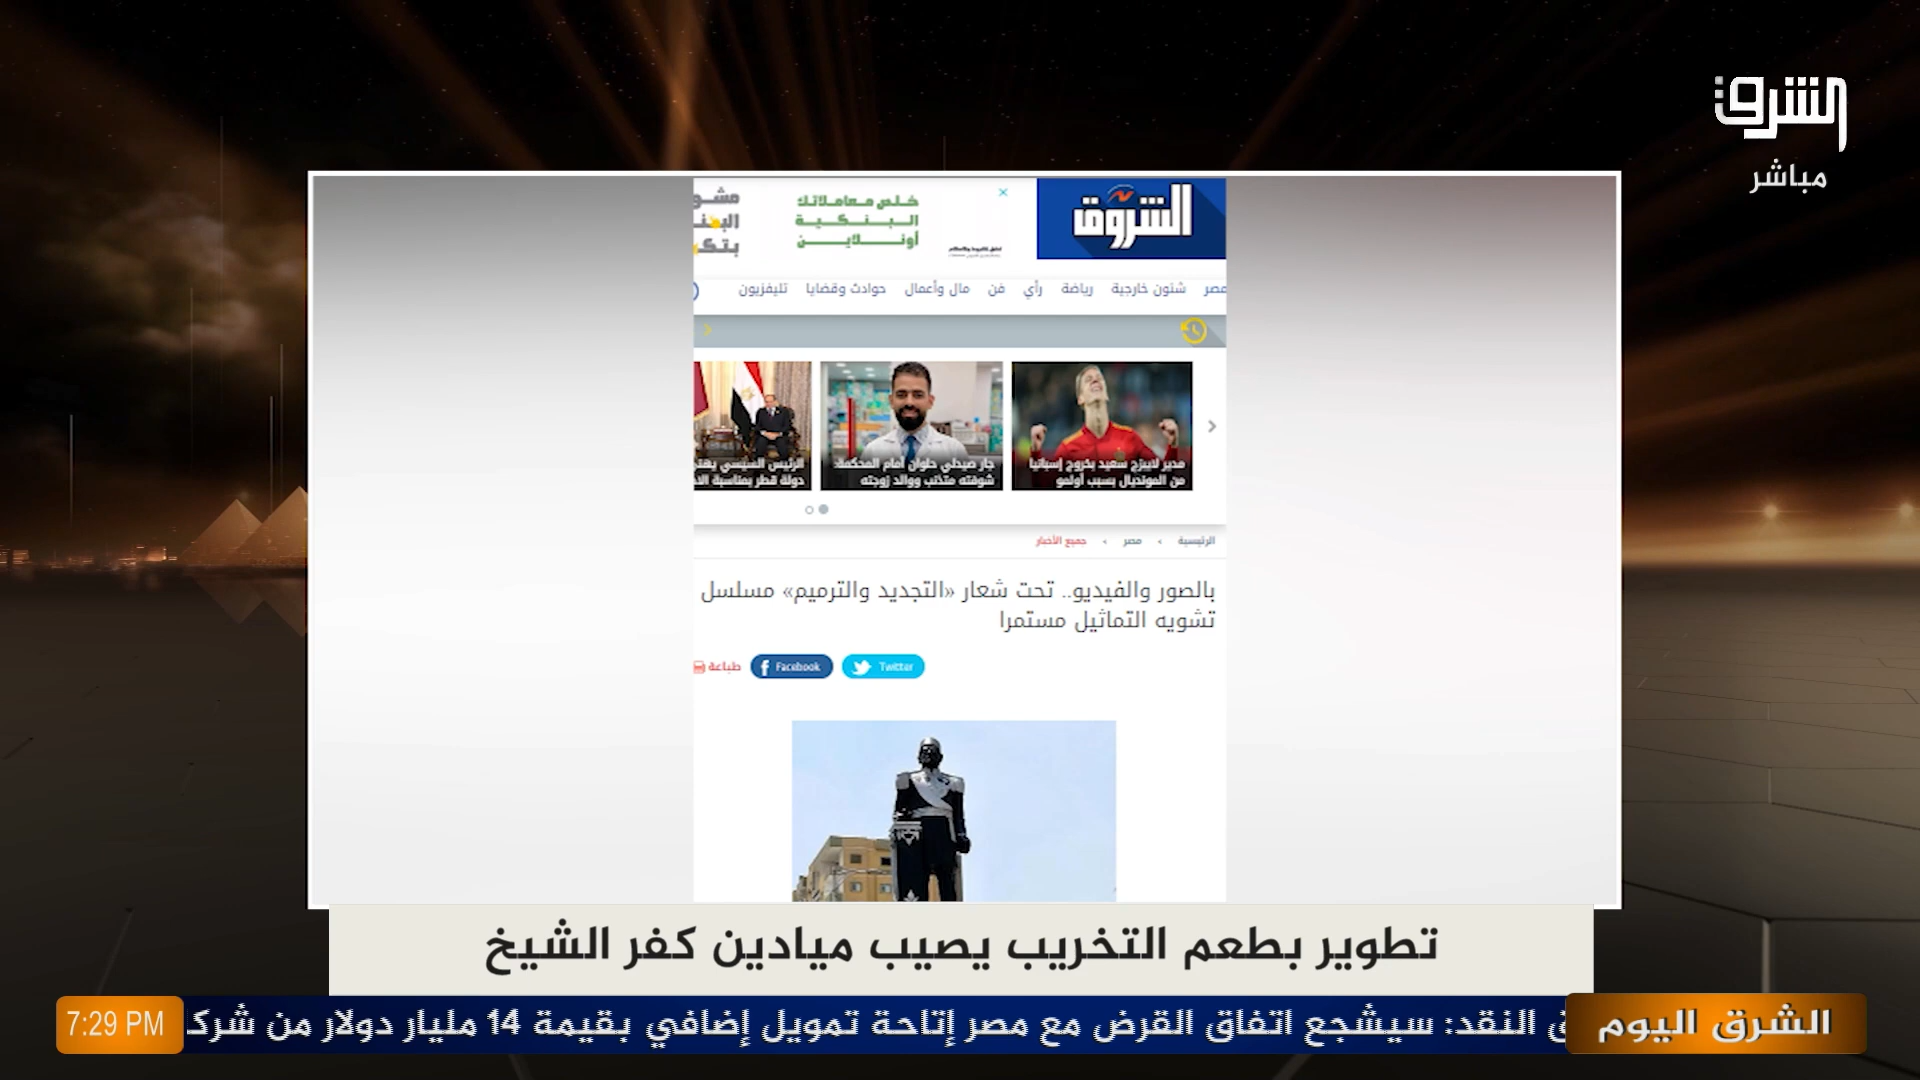 الشرق
مباشر
الشروق
خلص معاملاتك
البنكية
أونلاين
مصر شئون خارجية رياضة رأي فن مال وأعمال حوادث وقضايا تليفزيون
مدير لايبزج سعيد بخروج إسبانيا
من المونديال بسبب أولمو
جار صيدلي حلوان أمام المحكمة:
شوفته متذنب ووالد زوجته
الرئيس السيسي
دولة قطر بمناسبة
الرئيسية › مصر › جميع الأخبار
بالصور والفيديو.. تحت شعار «التجديد والترميم» مسلسل
تشويه التماثيل مستمرا
Twitter Facebook طباعة
تطوير بطعم التخريب يصيب ميادين كفر الشيخ
الشرق اليوم
النقد: سيشجع اتفاق القرض مع مصر إتاحة تمويل إضافي بقيمة 14 مليار دولار من
7:29 PM